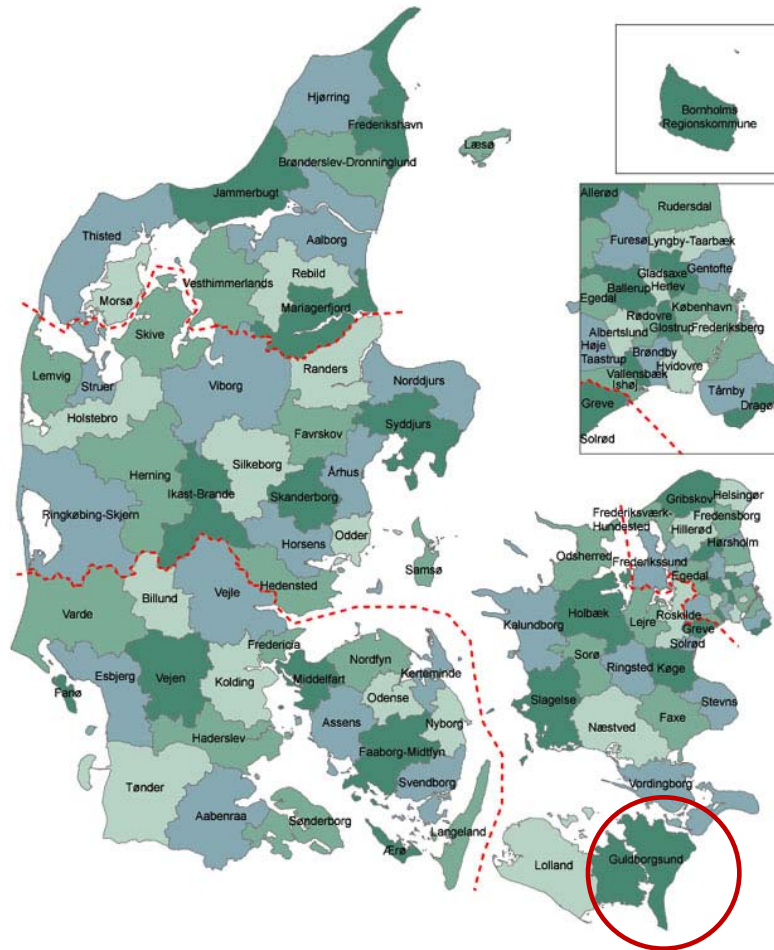 Hjørring
Frederikshavn
Læsø
Brønderslev-Dronninglund
Jammerbugt
Thisted
Aalborg
Vesthimmerlands
Rebild
Morsø
Mariagerfjord
Skive
Lemvig
Struer
Viborg
Randers
Norddjurs
Holstebro
Favrskov
Syddjurs
Silkeborg
Herning
Århus
Ikast-Brande
Skanderborg
Ringkøbing-Skjern
Odder
Horsens
Samsø
Hedensted
Billund
Vejle
Varde
Fredericia
Nordfyn
Esbjerg
Vejen
Kolding
Middelfart
Kerteminde
Fanø
Odense
Assens
Nyborg
Haderslev
Faaborg-Midtfyn
Tønder
Svendborg
Aabenraa
Sønderborg
Langeland
Ærø
Bornholms
Regionskommune
Allerød
Rudersdal
Furesø
Lyngby-Taarbæk
Gladsaxe
Gentofte
Ballerup
Herlev
Egedal
København
Rødovre
Albertslund
Glostrup
Frederiksberg
Høje
Taastrup
Brøndby
Hvidovre
Vallensbæk
Ishøj
Tårnby
Greve
Dragør
Solrød
Gribskov
Helsingør
Frederiksværk-
Hundested
Fredensborg
Hillerød
Hørsholm
Odsherred
Frederikssund
Egedal
Holbæk
Roskilde
Kalundborg
Lejre
Greve
Solrød
Sorø
Ringsted
Køge
Slagelse
Stevns
Næstved
Faxe
Vordingborg
Lolland
Guldborgsund